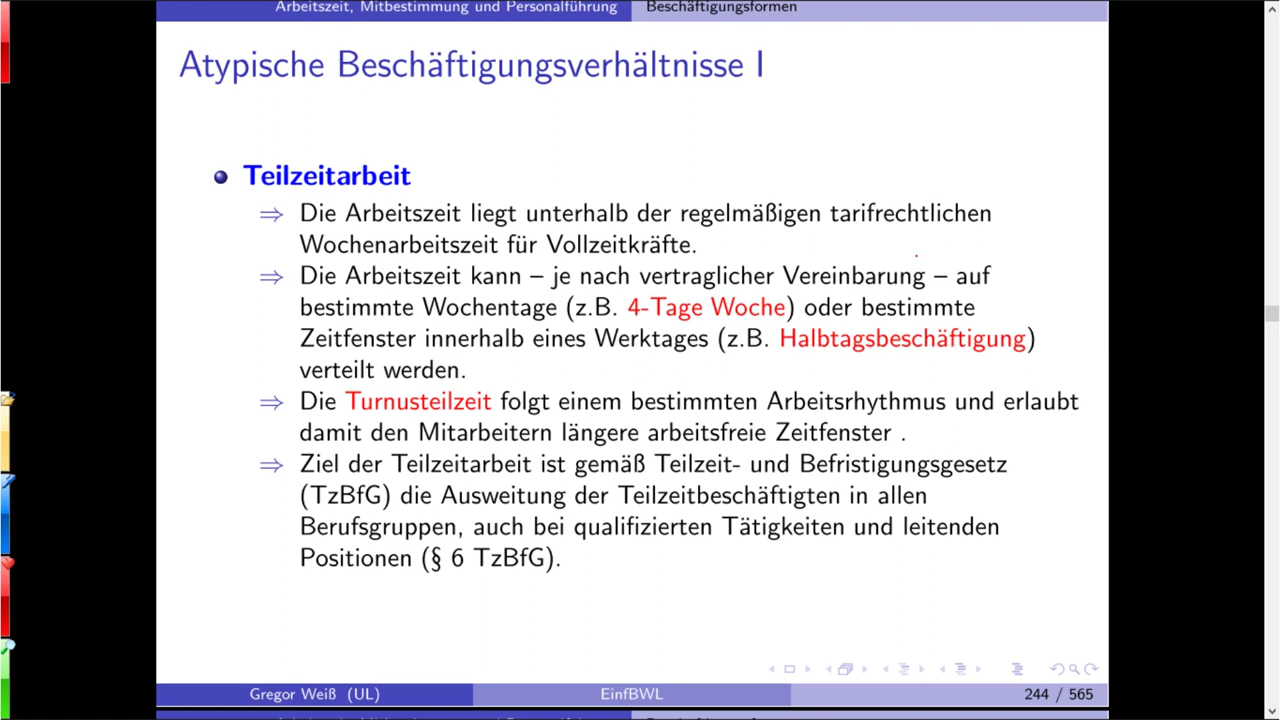 Arbeitszeit, Mitbestimmung und Personalführung Beschäftigungsformen
Atypische Beschäftigungsverhältnisse I
Teilzeitarbeit
⇒ Die Arbeitszeit liegt unterhalb der regelmäßigen tarifrechtlichen
Wochenarbeitszeit für Vollzeitkräfte.
⇒ Die Arbeitszeit kann – je nach vertraglicher Vereinbarung – auf
bestimmte Wochentage (z.B. 4-Tage Woche) oder bestimmte
Zeitfenster innerhalb eines Werktages (z.B. Halbtagsbeschäftigung)
verteilt werden.
⇒ Die Turnusteilzeit folgt einem bestimmten Arbeitsrhythmus und erlaubt
damit den Mitarbeitern längere arbeitsfreie Zeitfenster .
⇒ Ziel der Teilzeitarbeit ist gemäß Teilzeit- und Befristigungsgesetz
(TzBfG) die Ausweitung der Teilzeitbeschäftigten in allen
Berufsgruppen, auch bei qualifizierten Tätigkeiten und leitenden
Positionen (§ 6 TzBfG).
Gregor Weiß (UL) EinfBWL 244 / 565